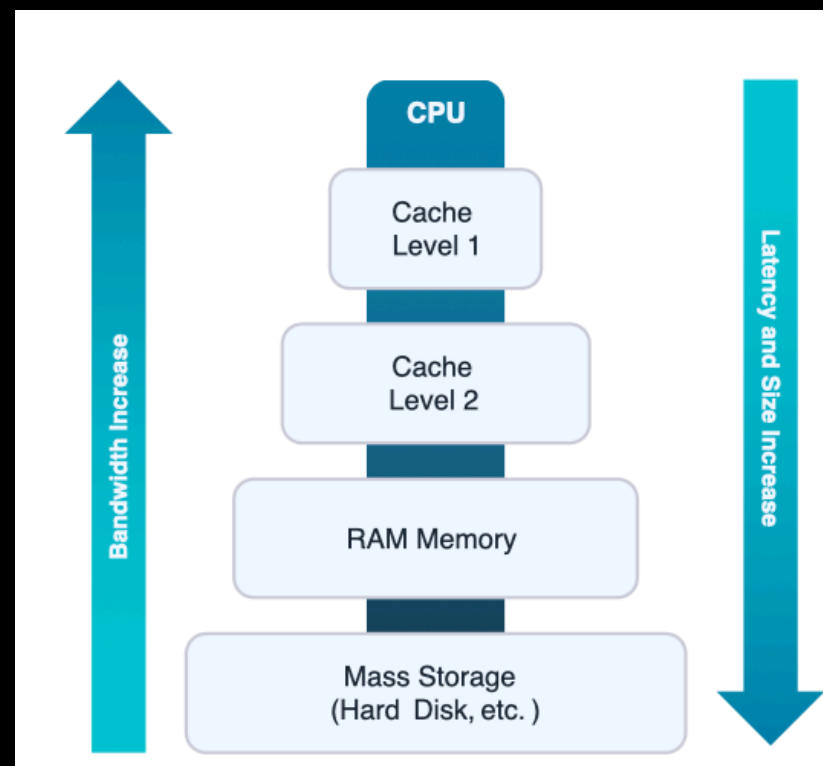 CPU
Cache
Level 1
Cache
Level 2
RAM Memory
Mass Storage
(Hard Disk, etc. )
Bandwidth Increase
Latency and Size Increase